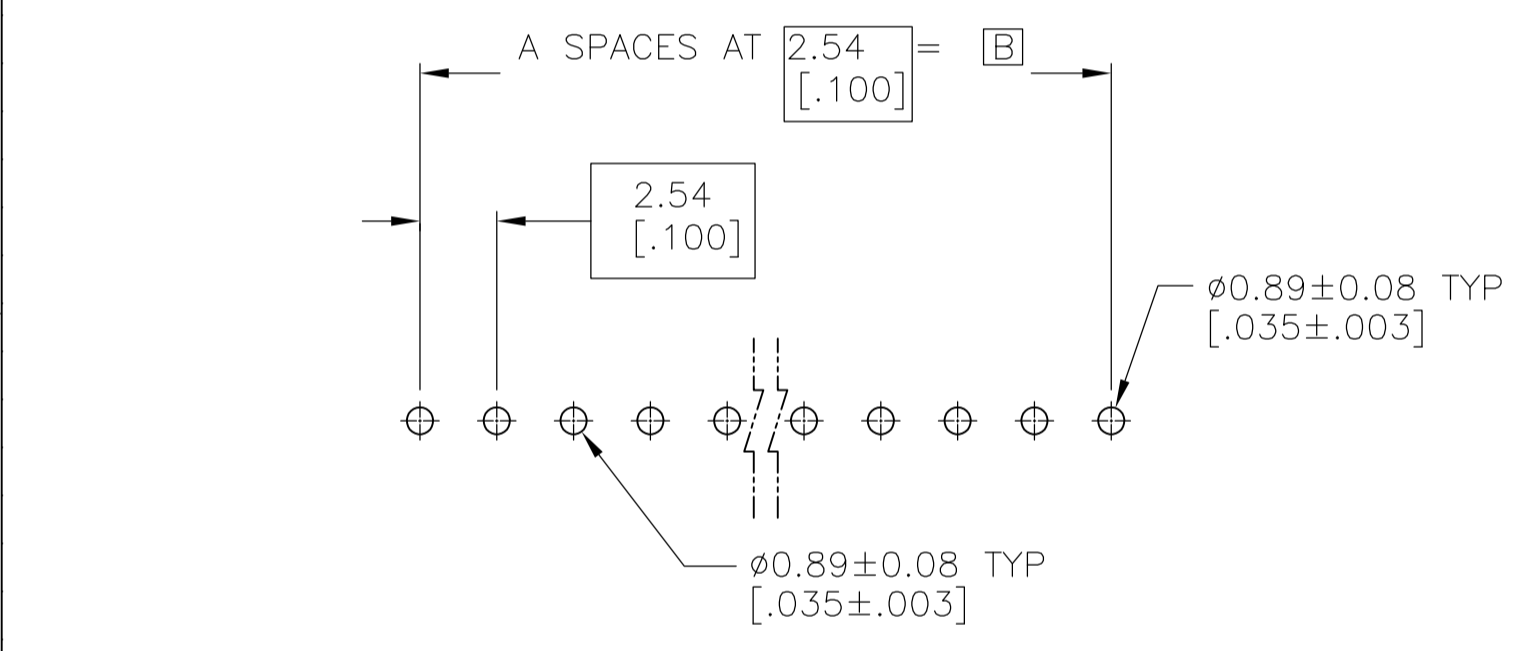 A SPACES AT 2.54 = B
[.100]
2.54
[.100]
⌀0.89±0.08 TYP
[.035±.003]
⌀0.89±0.08 TYP
[.035±.003]